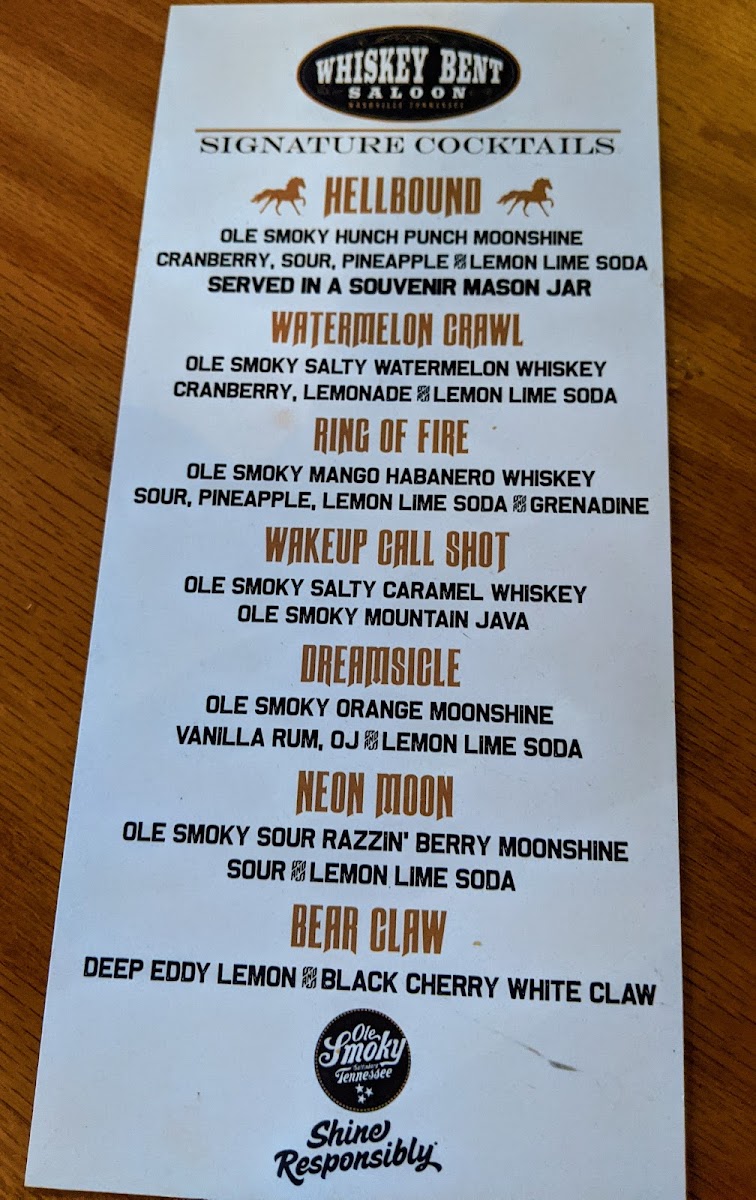 WHISKEY BENT
SALOON
NASHVILLE TENNESSEE
SIGNATURE COCKTAILS
HELLBOUND
OLE SMOKY HUNCH PUNCH MOONSHINE
CRANBERRY, SOUR, PINEAPPLE & LEMON LIME SODA
SERVED IN A SOUVENIR MASON JAR
WATERMELON CRAWL
OLE SMOKY SALTY WATERMELON WHISKEY
CRANBERRY, LEMONADE & LEMON LIME SODA
RING OF FIRE
OLE SMOKY MANGO HABANERO WHISKEY
SOUR, PINEAPPLE, LEMON LIME SODA & GRENADINE
WAKEUP CALL SHOT
OLE SMOKY SALTY CARAMEL WHISKEY
OLE SMOKY MOUNTAIN JAVA
DREAMSICLE
OLE SMOKY ORANGE MOONSHINE
VANILLA RUM, OJ & LEMON LIME SODA
NEON MOON
OLE SMOKY SOUR RAZZIN' BERRY MOONSHINE
SOUR & LEMON LIME SODA
BEAR CLAW
DEEP EDDY LEMON & BLACK CHERRY WHITE CLAW
Ole
Smoky
Tennessee
Shine
Responsibly